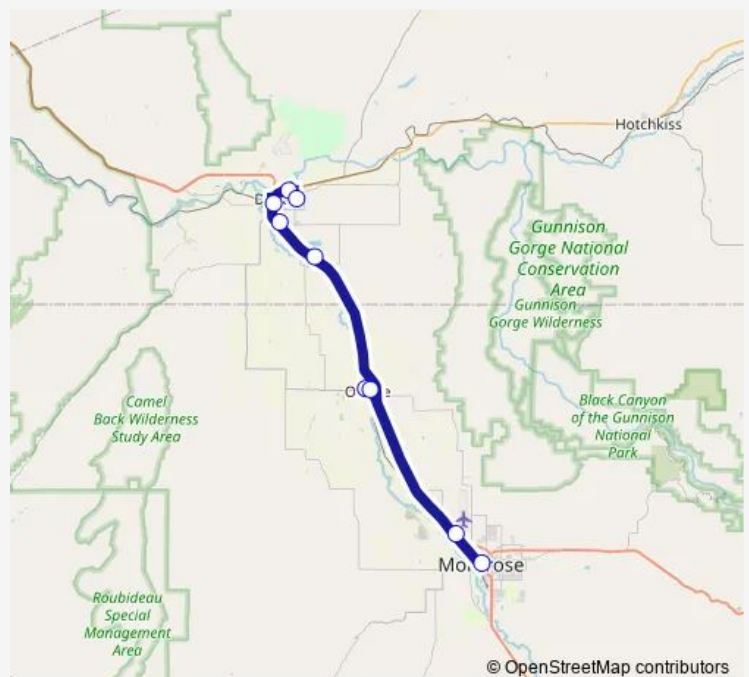 Hotchkiss
Gunnison
Gorge National
Conservation
Area
Gunnison
Gorge Wilderness
Camel
Back Wilderness
Study Area
Black Canyon
of the Gunnison
National
Park
Montrose
Roubideau
Special
Management
Area
© OpenStreetMap contributors